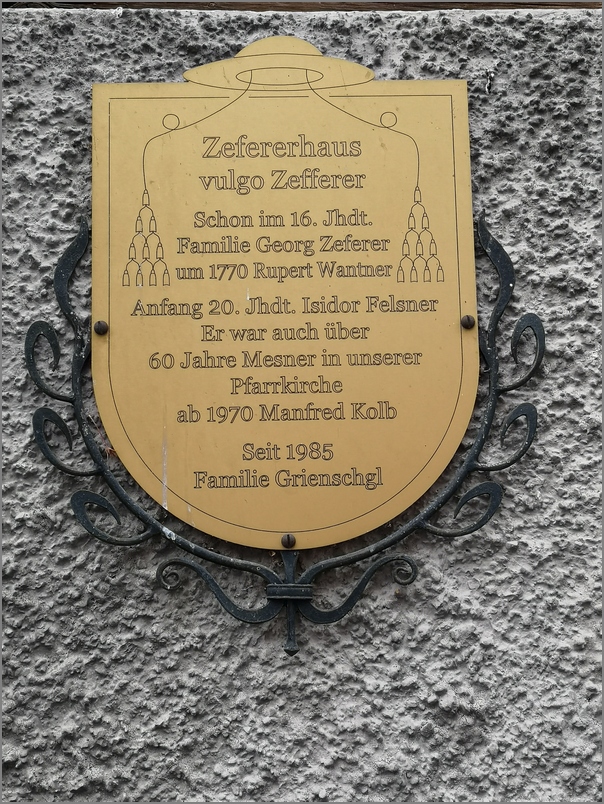 Zefererhaus
vulgo Zefferer
Schon im 16. Jhdt.
Familie Georg Zeferer
um 1770 Rupert Wantner
Anfang 20. Jhdt. Isidor Felsner
Er war auch über
60 Jahre Mesner in unserer
Pfarrkirche
ab 1970 Manfred Kolb
Seit 1985
Familie Grienschgl